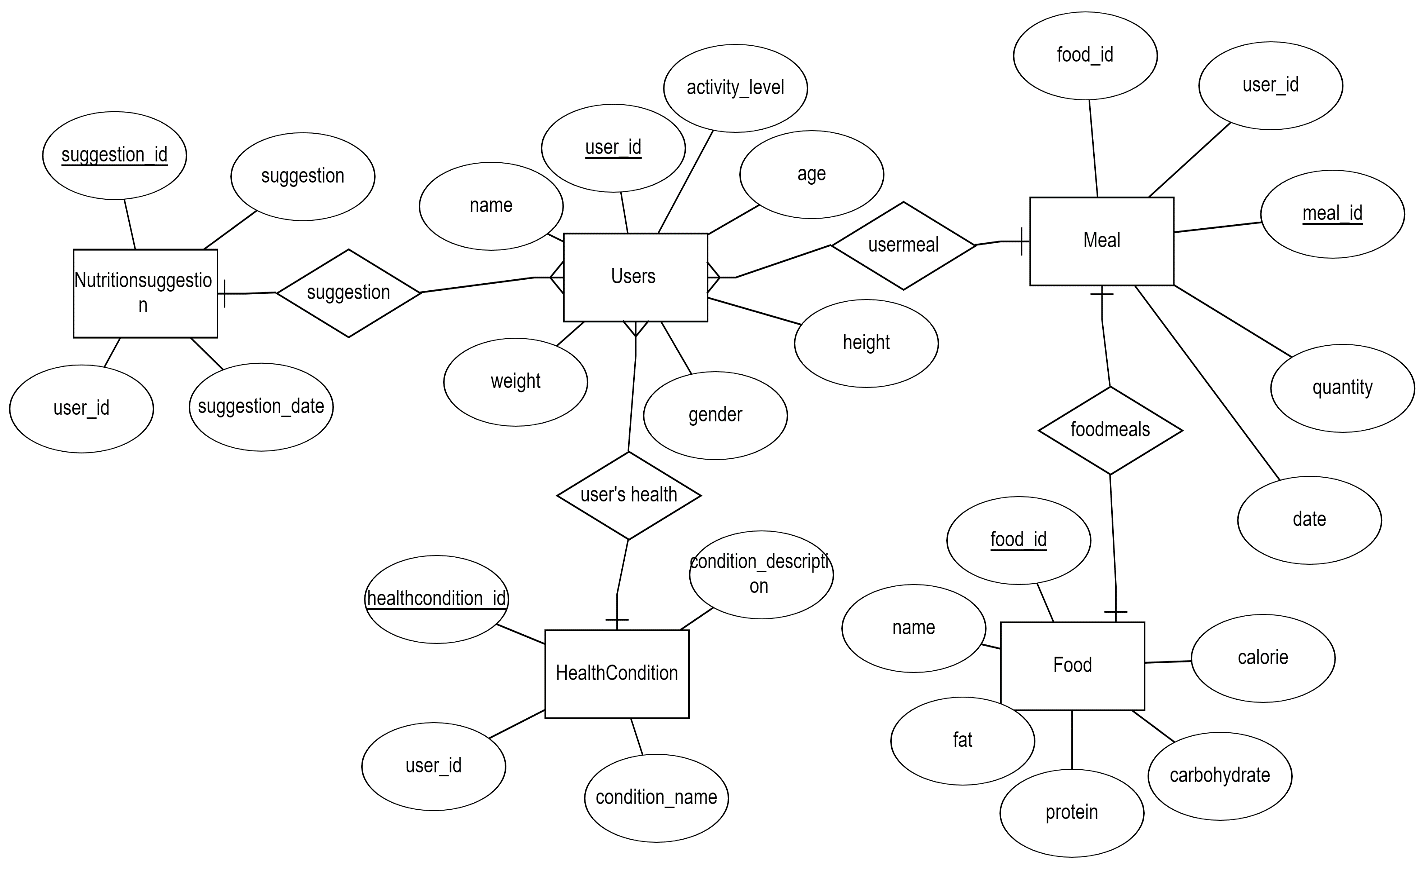 food_id
user_id
activity_level
suggestion_id
suggestion
user_id
age
name
meal_id
Meal
usermeal
Users
Nutritionsuggestio
n
suggestion
height
weight
quantity
user_id
suggestion_date
gender
foodmeals
user's health
date
food_id
condition_descripti
on
healthcondition_id
name
HealthCondition
Food
calorie
fat
user_id
carbohydrate
condition_name
protein